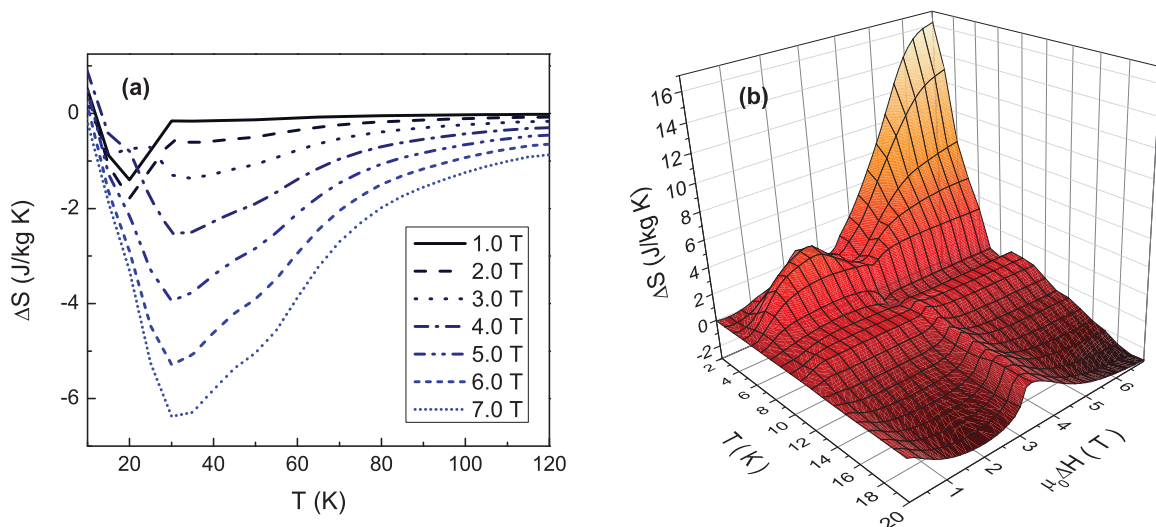 (a)
ΔS (J/kg K)
0
-2
-4
-6
20 40 60 80 100 120
T (K)
1.0 T
2.0 T
3.0 T
4.0 T
5.0 T
6.0 T
7.0 T
(b)
ΔS (J/kg K)
16
14
12
10
8
6
4
2
0
-2
2 4 6 8 10 12 14 16 18 20
T (K)
1 2 3 4 5 6
μ₀ΔH ( T )